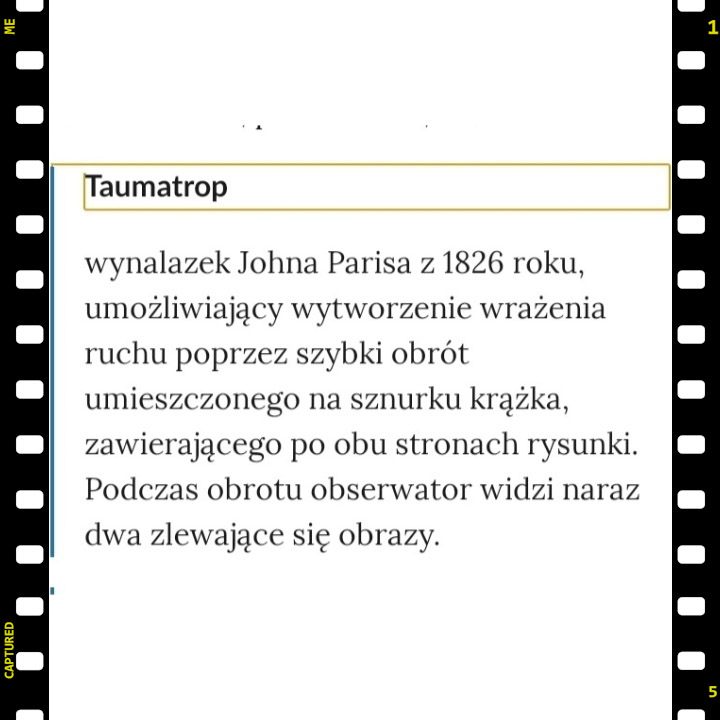 ME
1
Taumatrop
wynalazek Johna Parisa z 1826 roku,
umożliwiający wytworzenie wrażenia
ruchu poprzez szybki obrót
umieszczonego na sznurku krążka,
zawierającego po obu stronach rysunki.
Podczas obrotu obserwator widzi naraz
dwa zlewające się obrazy.
CAPTURED
5